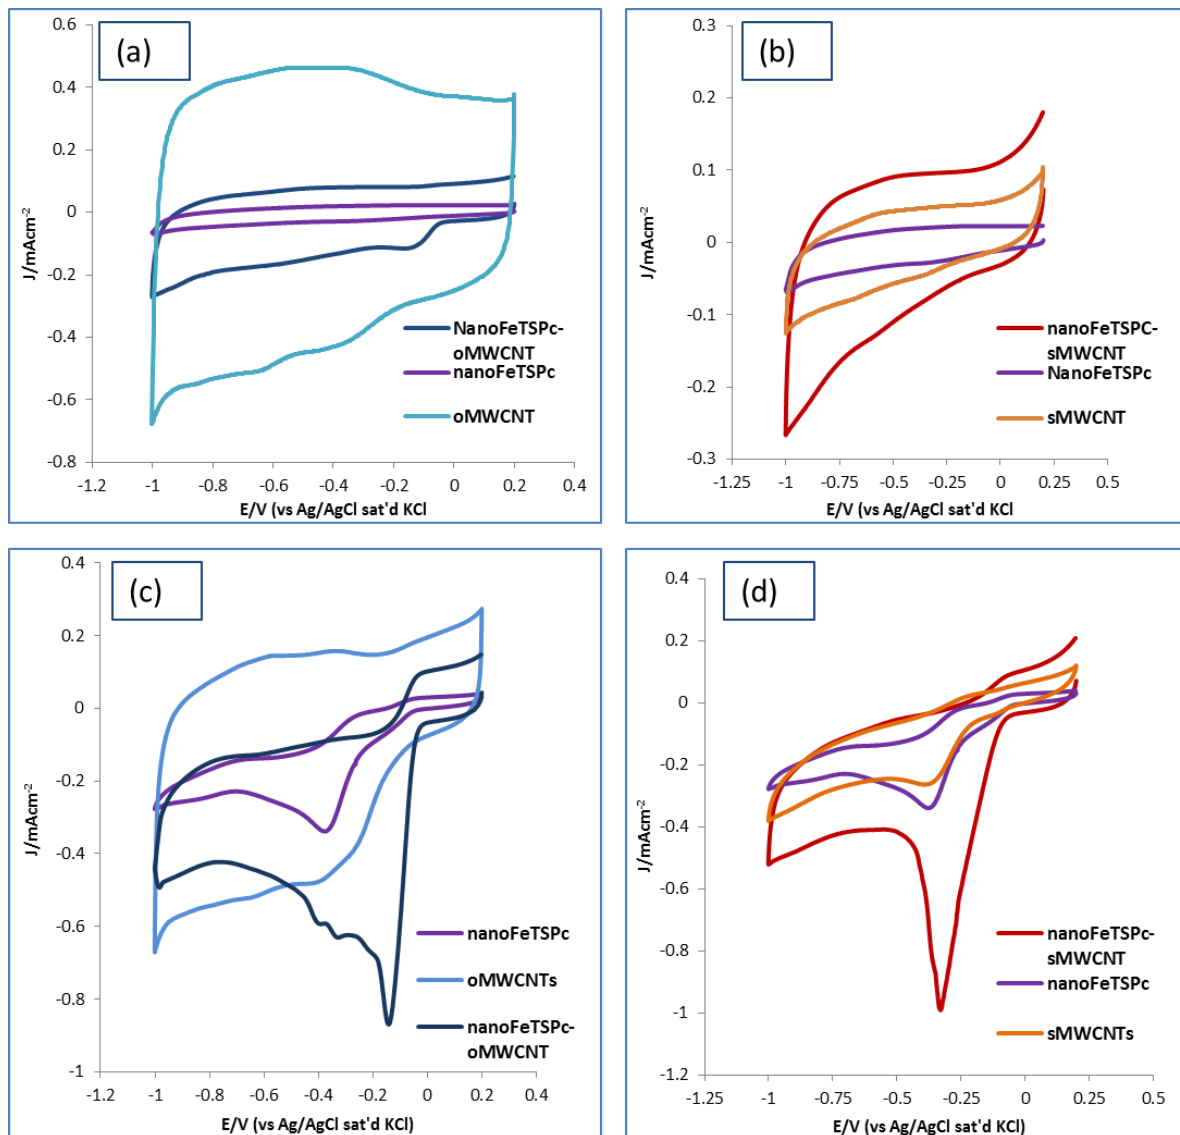 (a)
0.6
0.4
0.2
0
-0.2
-0.4
-0.6
-0.8
J/mAcm-2
-1.2 -1 -0.8 -0.6 -0.4 -0.2 0 0.2 0.4
E/V (vs Ag/AgCl sat'd KCl
NanoFeTSPc-
oMWCNT
nanoFeTSPc
oMWCNT
(b)
0.3
0.2
0.1
0
-0.1
-0.2
-0.3
J/mAcm-2
-1.25 -1 -0.75 -0.5 -0.25 0 0.25 0.5
E/V (vs Ag/AgCl sat'd KCl
nanoFeTSPC-
sMWCNT
NanoFeTSPc
sMWCNT
(c)
0.4
0.2
0
-0.2
-0.4
-0.6
-0.8
-1
J/mAcm-2
-1.2 -1 -0.8 -0.6 -0.4 -0.2 0 0.2 0.4
E/V (vs Ag/AgCl sat'd KCl)
nanoFeTSPc
oMWCNTs
nanoFeTSPc-
oMWCNT
(d)
0.4
0.2
0
-0.2
-0.4
-0.6
-0.8
-1
-1.2
J/mAcm-2
-1.25 -1 -0.75 -0.5 -0.25 0 0.25 0.5
E/V (vs Ag/AgCl sat'd KCl)
nanoFeTSPc-
sMWCNT
nanoFeTSPc
sMWCNTs